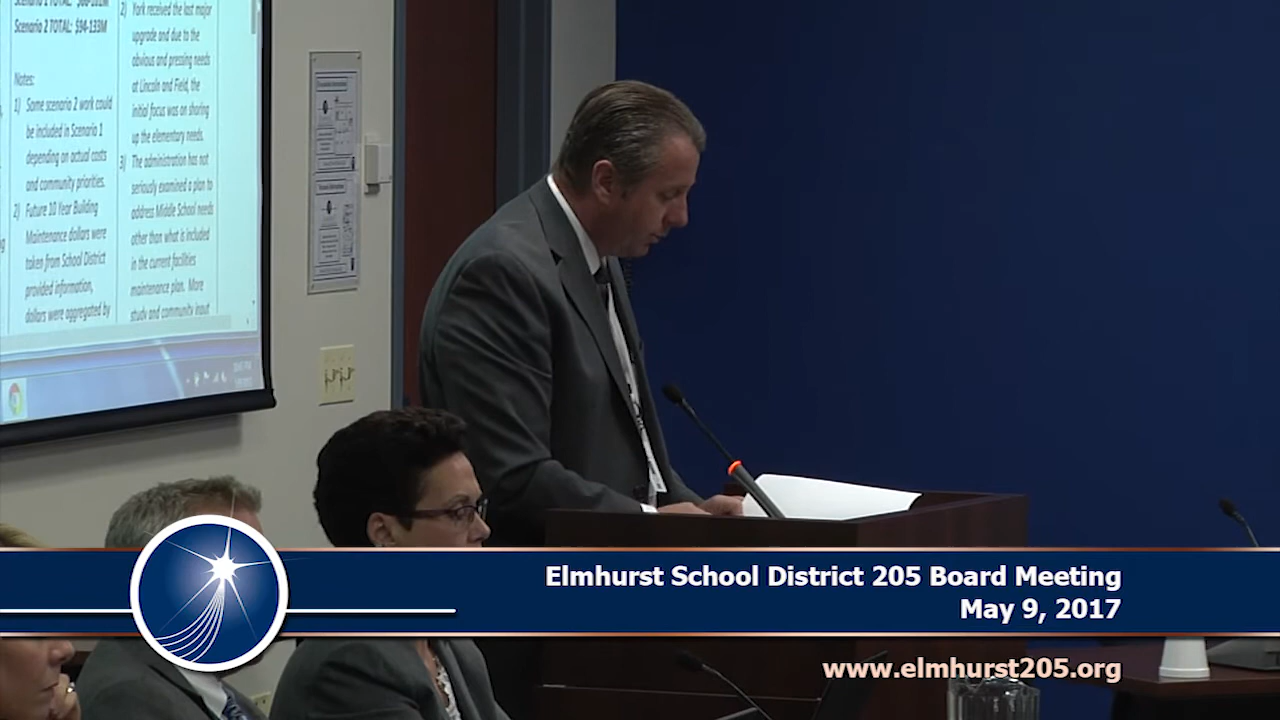 Scenario 2 TOTAL: $94-133M
Notes:
1) Some scenario 2 work could
be included in Scenario 1
depending on actual costs
and community priorities.
2) Future 10 Year Building
Maintenance dollars were
taken from School District
provided information,
dollars were aggregated by
2) York received the last major
upgrade and due to the
obvious and pressing needs
at Lincoln and Field, the
initial focus was on sharing
up the elementary needs.
3) The administration has not
seriously examined a plan to
address Middle School needs
other than what is included
in the current facilities
maintenance plan. More
study and community input
Elmhurst School District 205 Board Meeting
May 9, 2017
www.elmhurst205.org